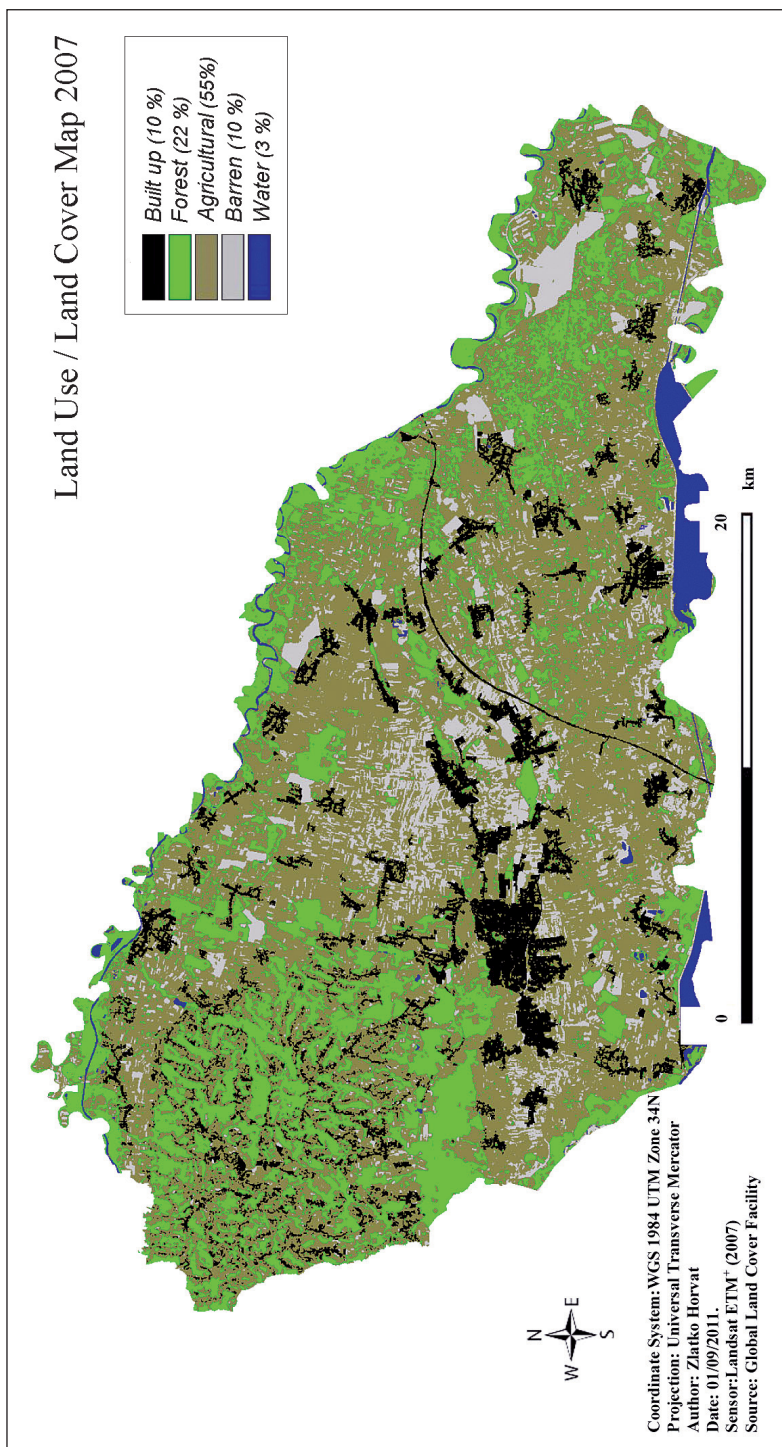 Land Use / Land Cover Map 2007
Built up (10 %)
Forest (22 %)
Agricultural (55%)
Barren (10 %)
Water (3 %)
N
W
E
S
0
20
km
Coordinate System:WGS 1984 UTM Zone 34N
Projection: Universal Transverse Mercator
Author: Zlatko Horvat
Date: 01/09/2011.
Sensor:Landsat ETM⁺ (2007)
Source: Global Land Cover Facility